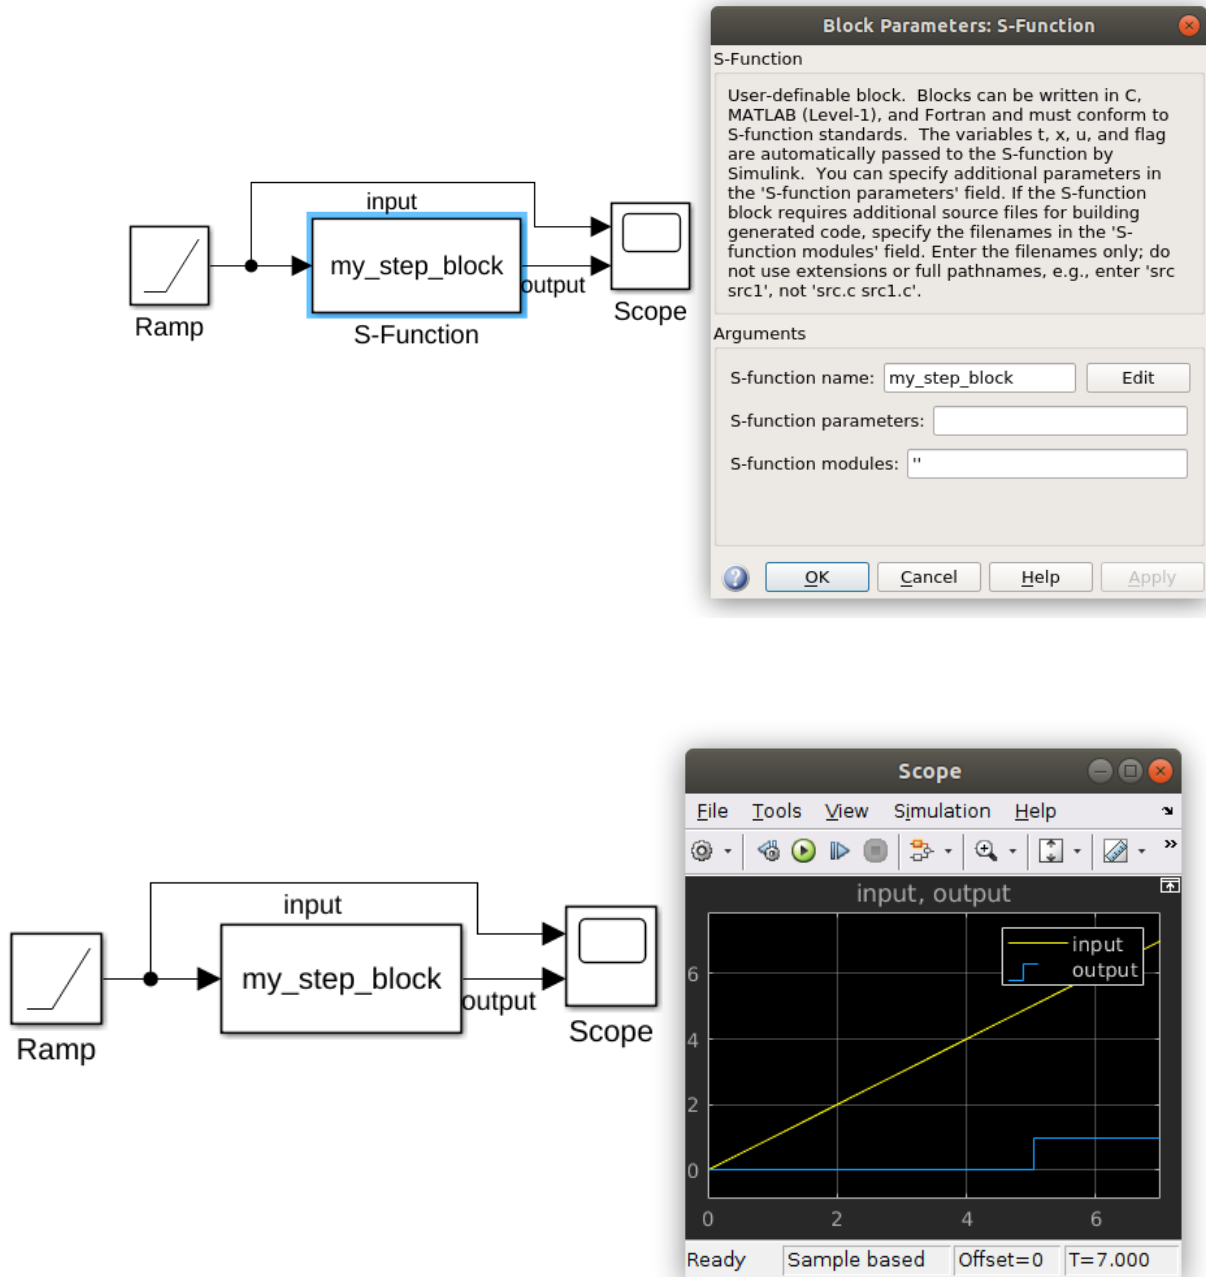 Block Parameters: S-Function
S-Function
User-definable block.  Blocks can be written in C,
MATLAB (Level-1), and Fortran and must conform to
S-function standards.  The variables t, x, u, and flag
are automatically passed to the S-function by
Simulink.  You can specify additional parameters in
the 'S-function parameters' field. If the S-function
block requires additional source files for building
generated code, specify the filenames in the 'S-
function modules' field. Enter the filenames only; do
not use extensions or full pathnames, e.g., enter 'src
src1', not 'src.c src1.c'.
Arguments
S-function name: my_step_block Edit
S-function parameters:
S-function modules: ''
OK Cancel Help Apply
input
my_step_block
output
Ramp
S-Function
Scope
input
my_step_block
output
Ramp
Scope
Scope
File Tools View Simulation Help
input, output
input
output
6
4
2
0
0 2 4 6
Ready Sample based Offset=0 T=7.000